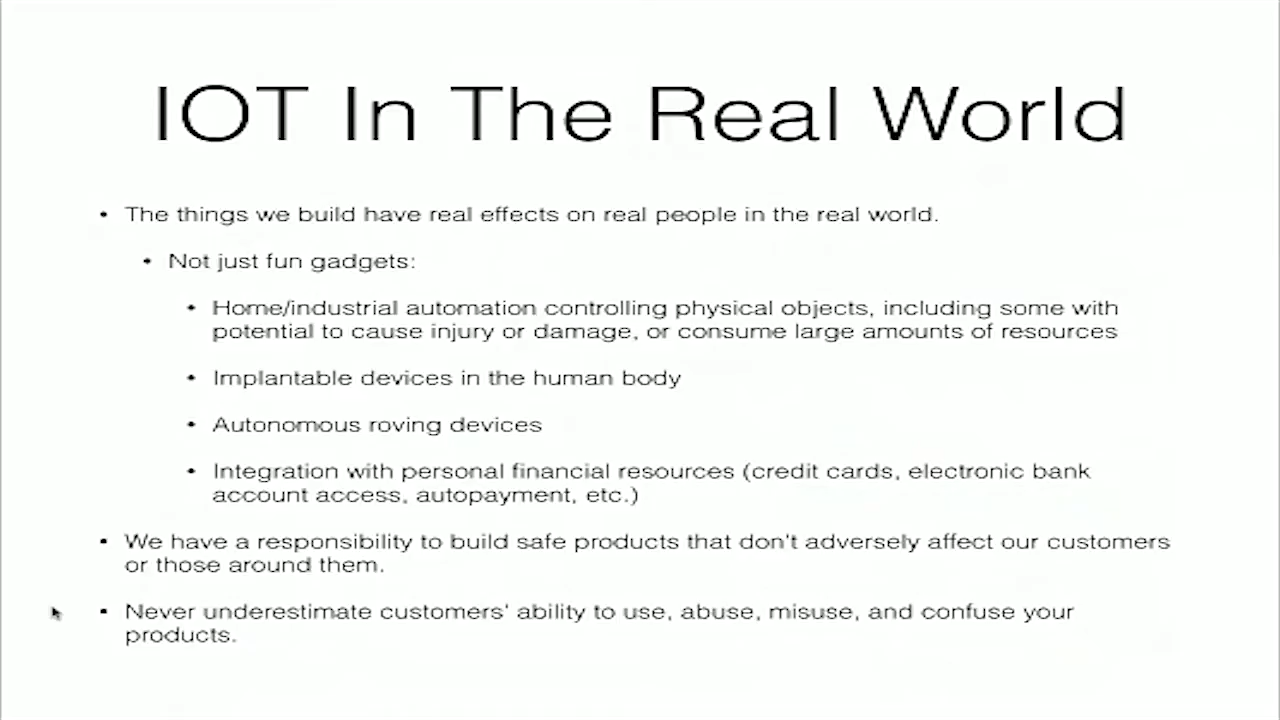 IOT In The Real World
• The things we build have real effects on real people in the real world.
• Not just fun gadgets:
• Home/industrial automation controlling physical objects, including some with
potential to cause injury or damage, or consume large amounts of resources
• Implantable devices in the human body
• Autonomous roving devices
• Integration with personal financial resources (credit cards, electronic bank
account access, autopayment, etc.)
• We have a responsibility to build safe products that don't adversely affect our customers
or those around them.
• Never underestimate customers' ability to use, abuse, misuse, and confuse your
products.